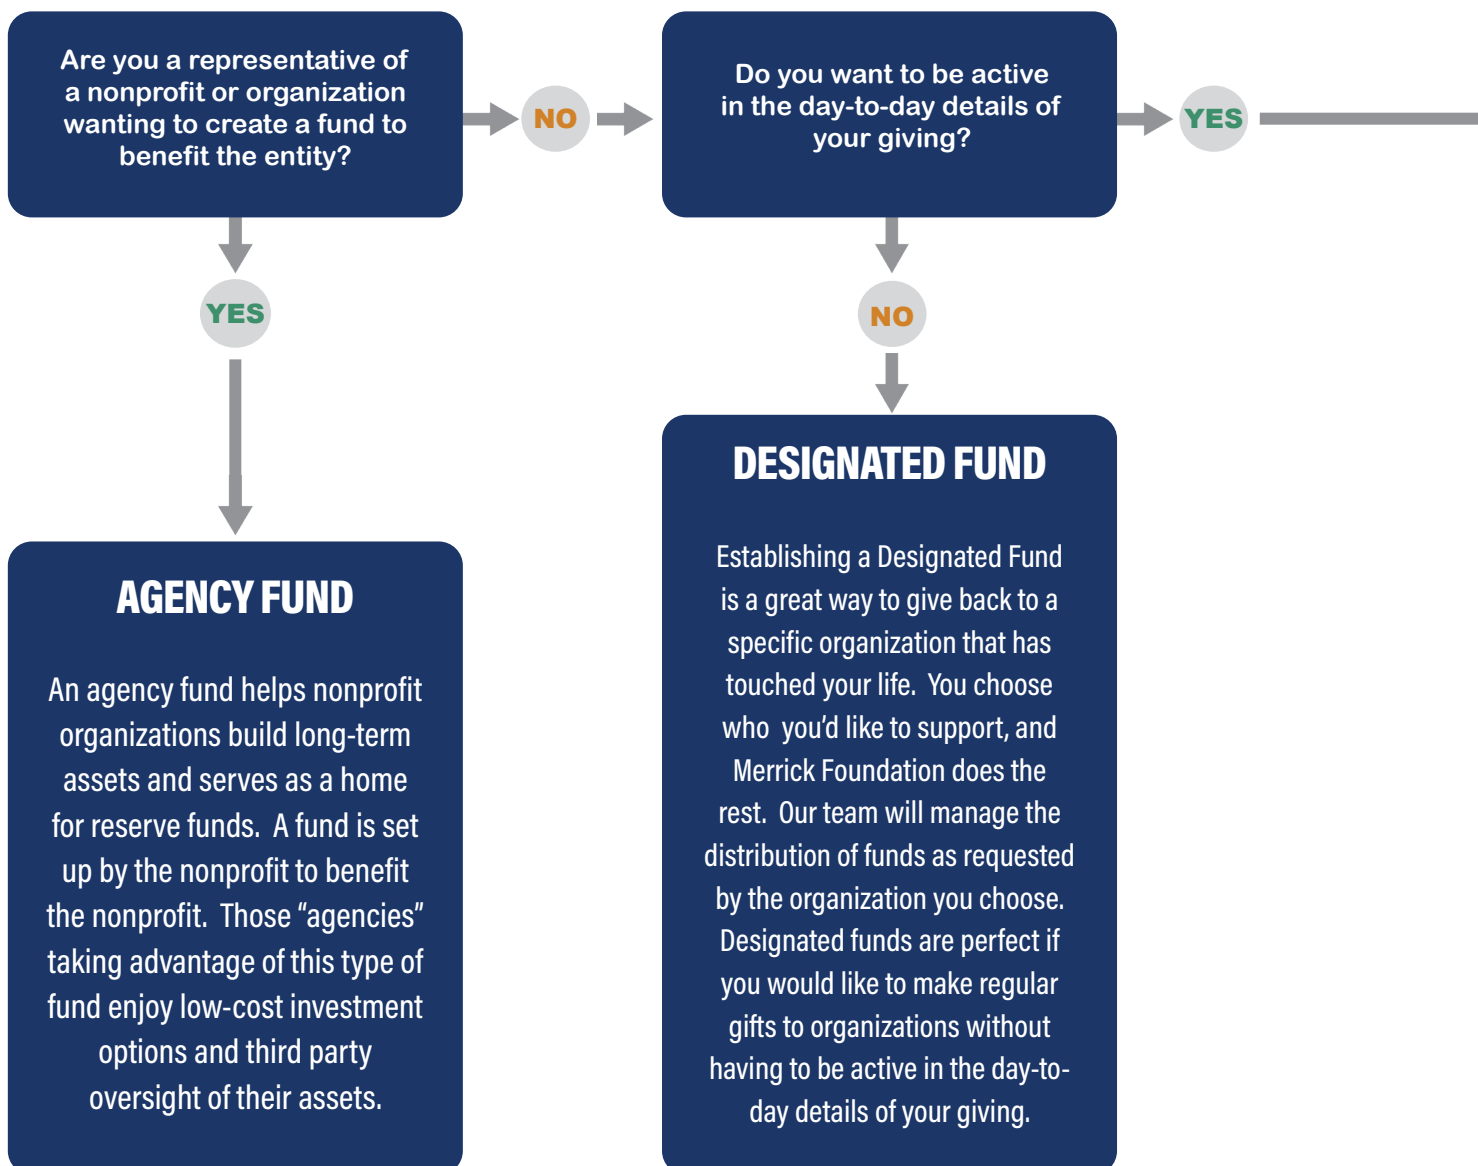 Are you a representative of
a nonprofit or organization
wanting to create a fund to
benefit the entity?
NO
Do you want to be active
in the day-to-day details of
your giving?
YES
YES
NO
AGENCY FUND
An agency fund helps nonprofit
organizations build long-term
assets and serves as a home
for reserve funds.  A fund is set
up by the nonprofit to benefit
the nonprofit.  Those “agencies”
taking advantage of this type of
fund enjoy low-cost investment
options and third party
oversight of their assets.
DESIGNATED FUND
Establishing a Designated Fund
is a great way to give back to a
specific organization that has
touched your life.  You choose
who  you’d like to support, and
Merrick Foundation does the
rest.  Our team will manage the
distribution of funds as requested
by the organization you choose.
Designated funds are perfect if
you would like to make regular
gifts to organizations without
having to be active in the day-to-
day details of your giving.